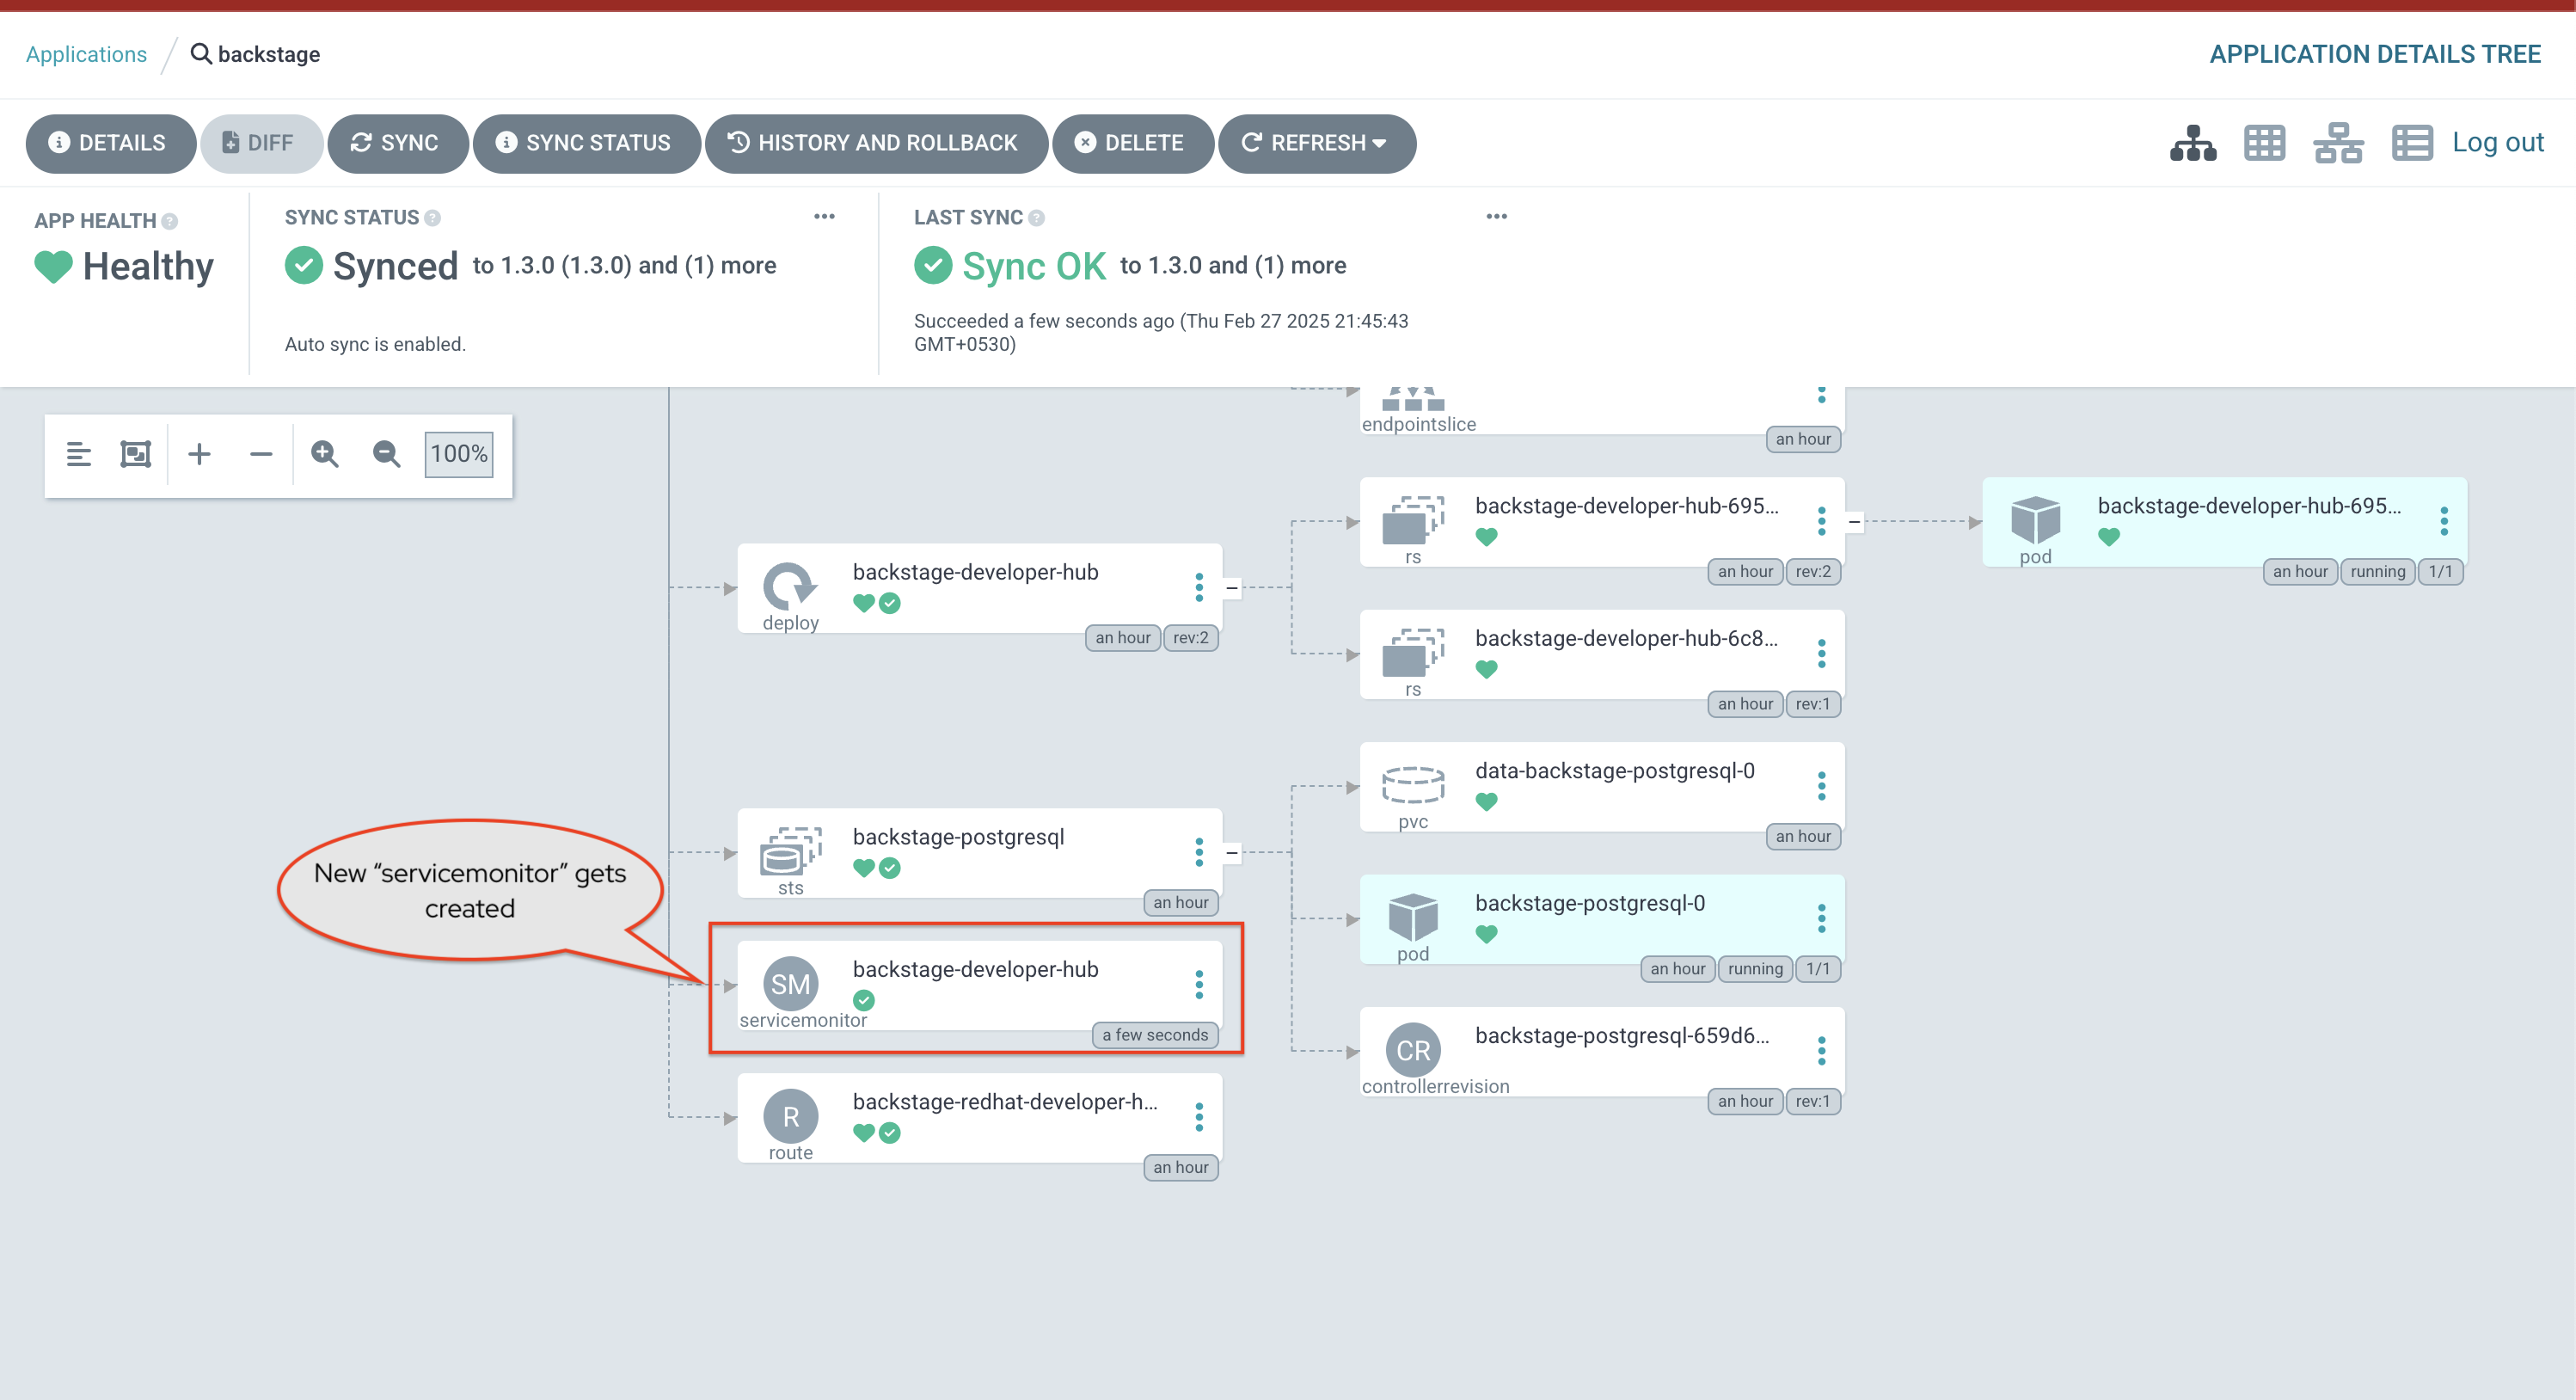 Applications
backstage
APPLICATION DETAILS TREE
DETAILS
DIFF
SYNC
SYNC STATUS
HISTORY AND ROLLBACK
DELETE
REFRESH
Log out
APP HEALTH
Healthy
SYNC STATUS
Synced to 1.3.0 (1.3.0) and (1) more
Auto sync is enabled.
LAST SYNC
Sync OK to 1.3.0 and (1) more
Succeeded a few seconds ago (Thu Feb 27 2025 21:45:43
GMT+0530)
100%
endpointslice
an hour
backstage-developer-hub
deploy
an hour rev:2
backstage-developer-hub-695...
rs
an hour rev:2
backstage-developer-hub-695...
pod
an hour running 1/1
backstage-developer-hub-6c8...
rs
an hour rev:1
backstage-postgresql
sts
an hour
data-backstage-postgresql-0
pvc
an hour
backstage-postgresql-0
pod
an hour running 1/1
backstage-postgresql-659d6...
CR
controllerrevision
an hour rev:1
New “servicemonitor” gets
created
backstage-developer-hub
SM
servicemonitor
a few seconds
backstage-redhat-developer-h...
R
route
an hour